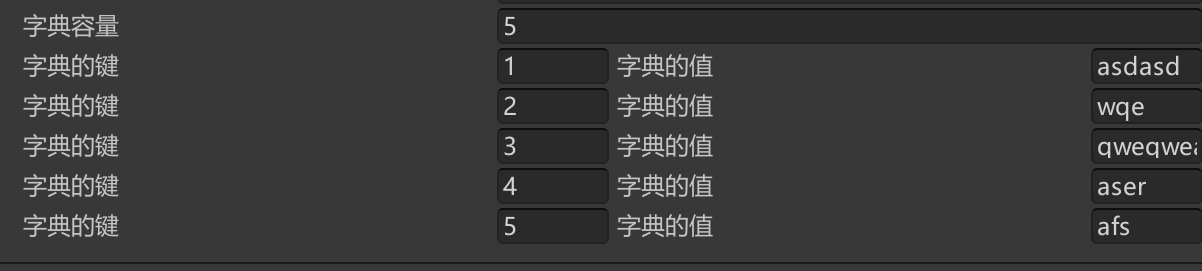 字典容量 5
字典的键 1 字典的值 asdasd
字典的键 2 字典的值 wqe
字典的键 3 字典的值
字典的键 4 字典的值 aser
字典的键 5 字典的值 afs